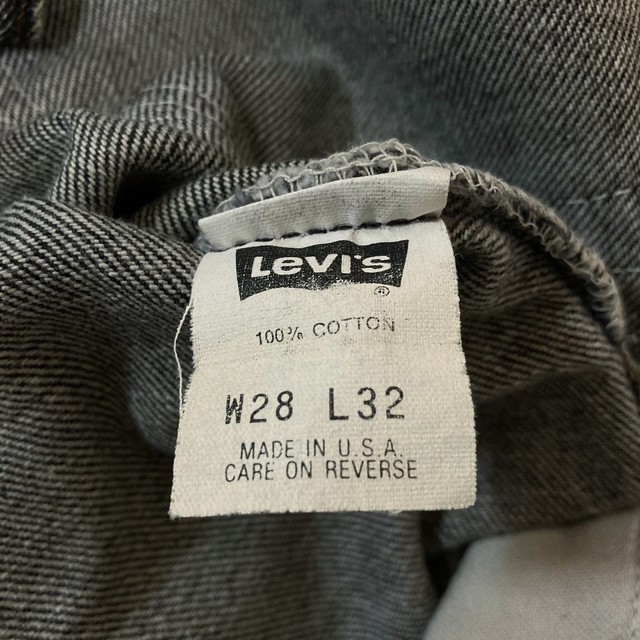 Levi's
®
100% COTTON
W28 L32
MADE IN U.S.A.
CARE ON REVERSE